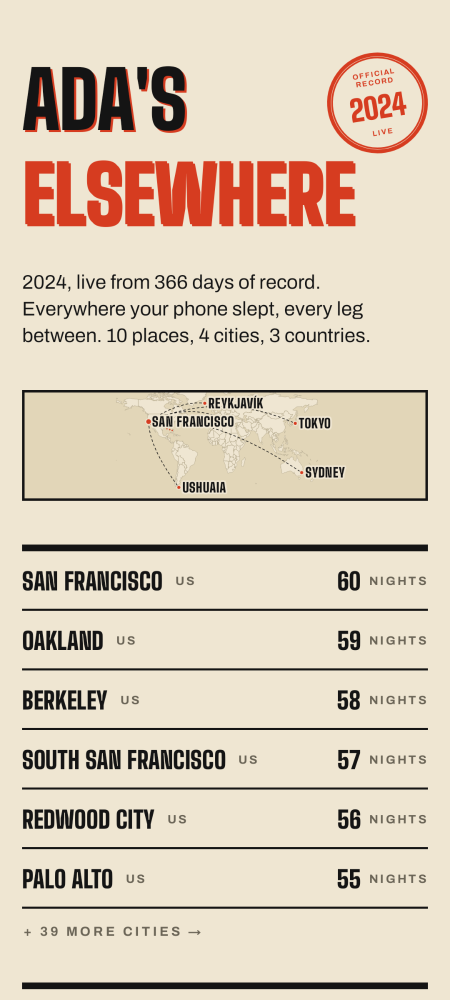 ADA'S
ELSEWHERE
OFFICIAL
RECORD
2024
LIVE
2024, live from 366 days of record.
Everywhere your phone slept, every leg
between. 10 places, 4 cities, 3 countries.
REYKJAVÍK
SAN FRANCISCO
TOKYO
SYDNEY
USHUAIA
SAN FRANCISCO US 60 NIGHTS
OAKLAND US 59 NIGHTS
BERKELEY US 58 NIGHTS
SOUTH SAN FRANCISCO US 57 NIGHTS
REDWOOD CITY US 56 NIGHTS
PALO ALTO US 55 NIGHTS
+ 39 MORE CITIES →